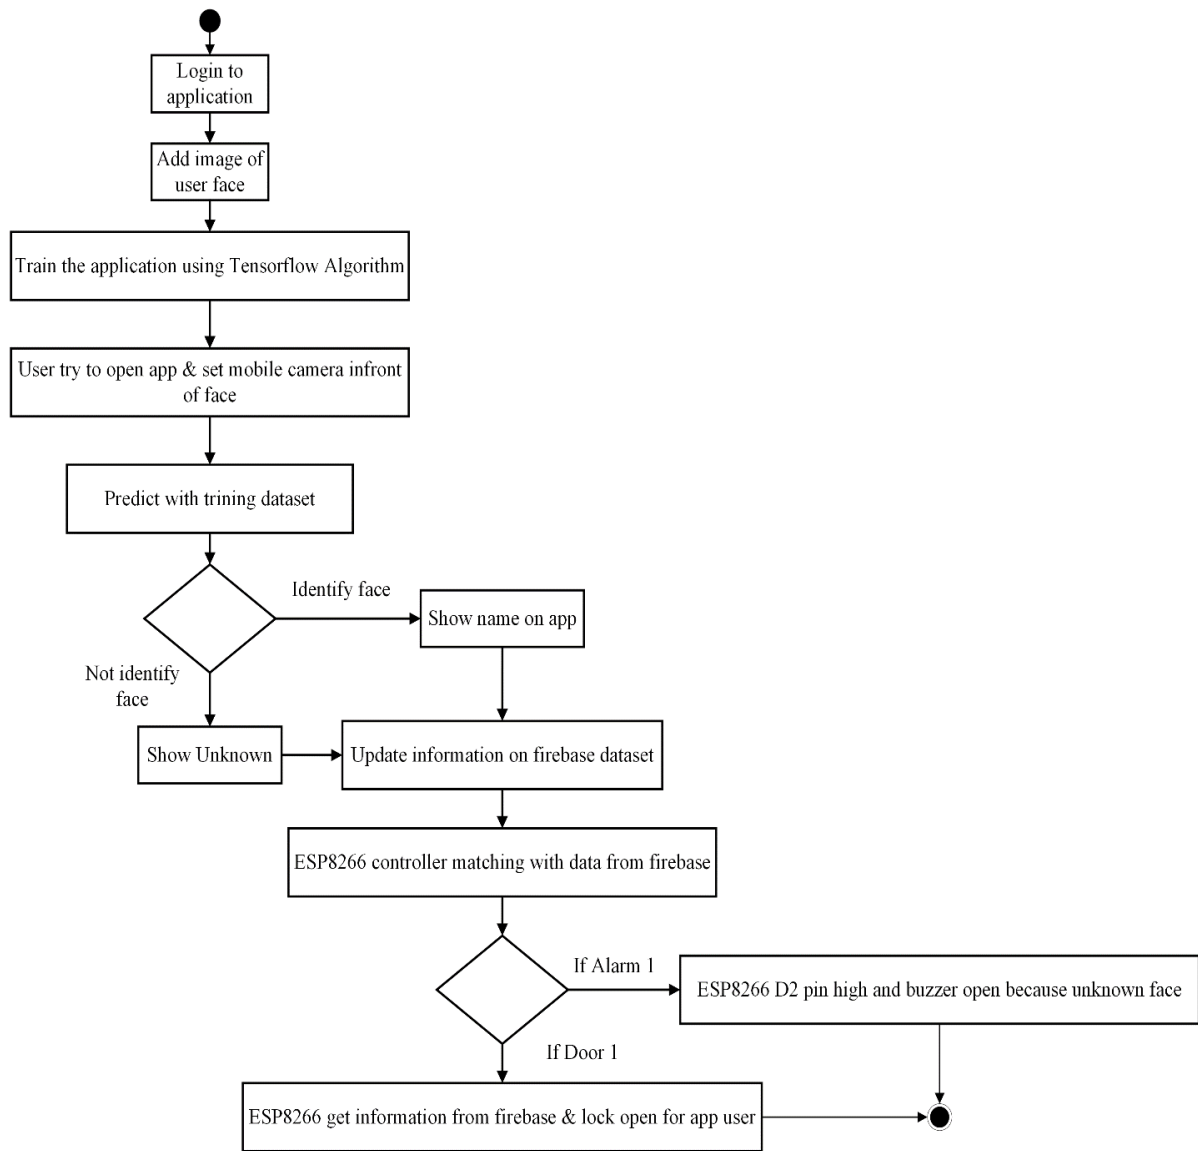 Login to
application
Add image of
user face
Train the application using Tensorflow Algorithm
User try to open app & set mobile camera infront
of face
Predict with trining dataset
Identify face
Show name on app
Not identify
face
Show Unknown
Update information on firebase dataset
ESP8266 controller matching with data from firebase
If Alarm 1
ESP8266 D2 pin high and buzzer open because unknown face
If Door 1
ESP8266 get information from firebase & lock open for app user